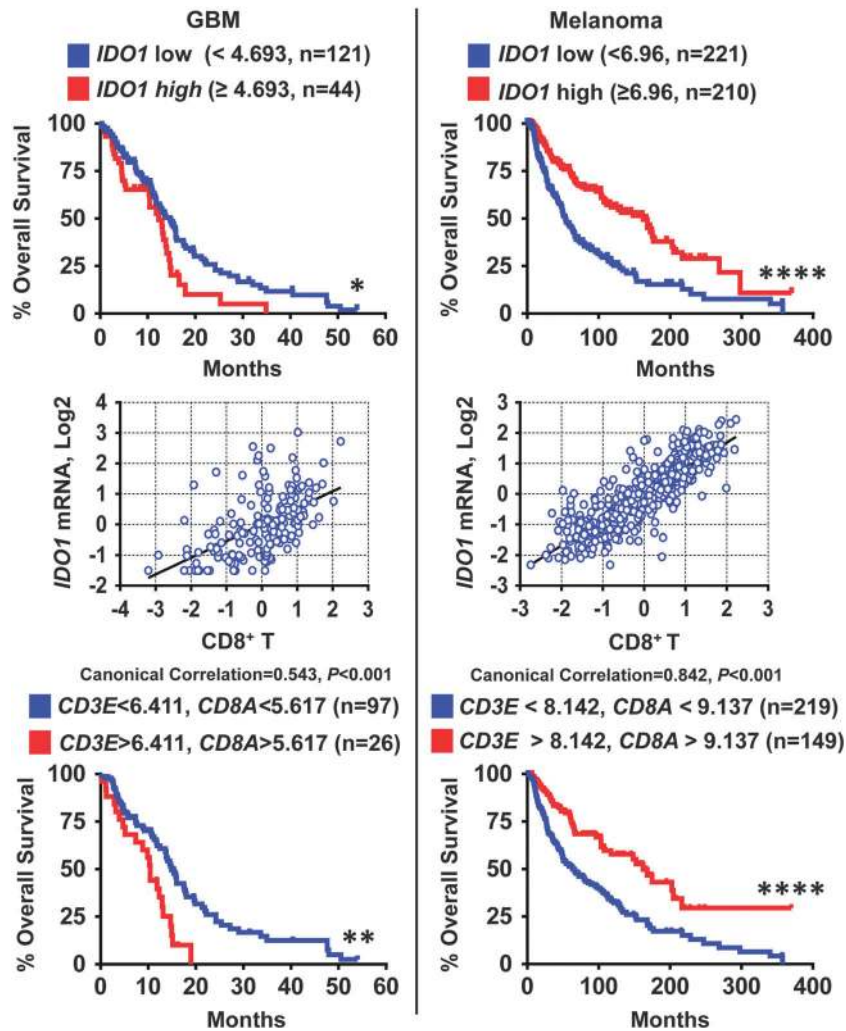 GBM
IDO1 low (< 4.693, n=121)
IDO1 high (≥ 4.693, n=44)
100
75
50
25
0
% Overall Survival
*
0 10 20 30 40 50 60
Months
Melanoma
IDO1 low (<6.96, n=221)
IDO1 high (≥6.96, n=210)
100
75
50
25
0
% Overall Survival
****
0 100 200 300 400
Months
4
3
2
1
0
-1
-2
IDO1 mRNA, Log2
-4 -3 -2 -1 0 1 2 3
CD8+ T
Canonical Correlation=0.543, P<0.001
3
2
1
0
-1
-2
-3
IDO1 mRNA, Log2
-3 -2 -1 0 1 2 3
CD8+ T
Canonical Correlation=0.842, P<0.001
CD3E<6.411, CD8A<5.617 (n=97)
CD3E>6.411, CD8A>5.617 (n=26)
100
75
50
25
0
% Overall Survival
**
0 10 20 30 40 50 60
Months
CD3E < 8.142, CD8A < 9.137 (n=219)
CD3E > 8.142, CD8A > 9.137 (n=149)
100
75
50
25
0
% Overall Survival
****
0 100 200 300 400
Months